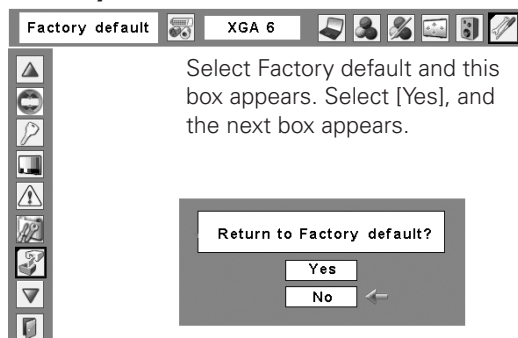 Factory default
XGA 6
Select Factory default and this
box appears. Select [Yes], and
the next box appears.
Return to Factory default?
Yes
No